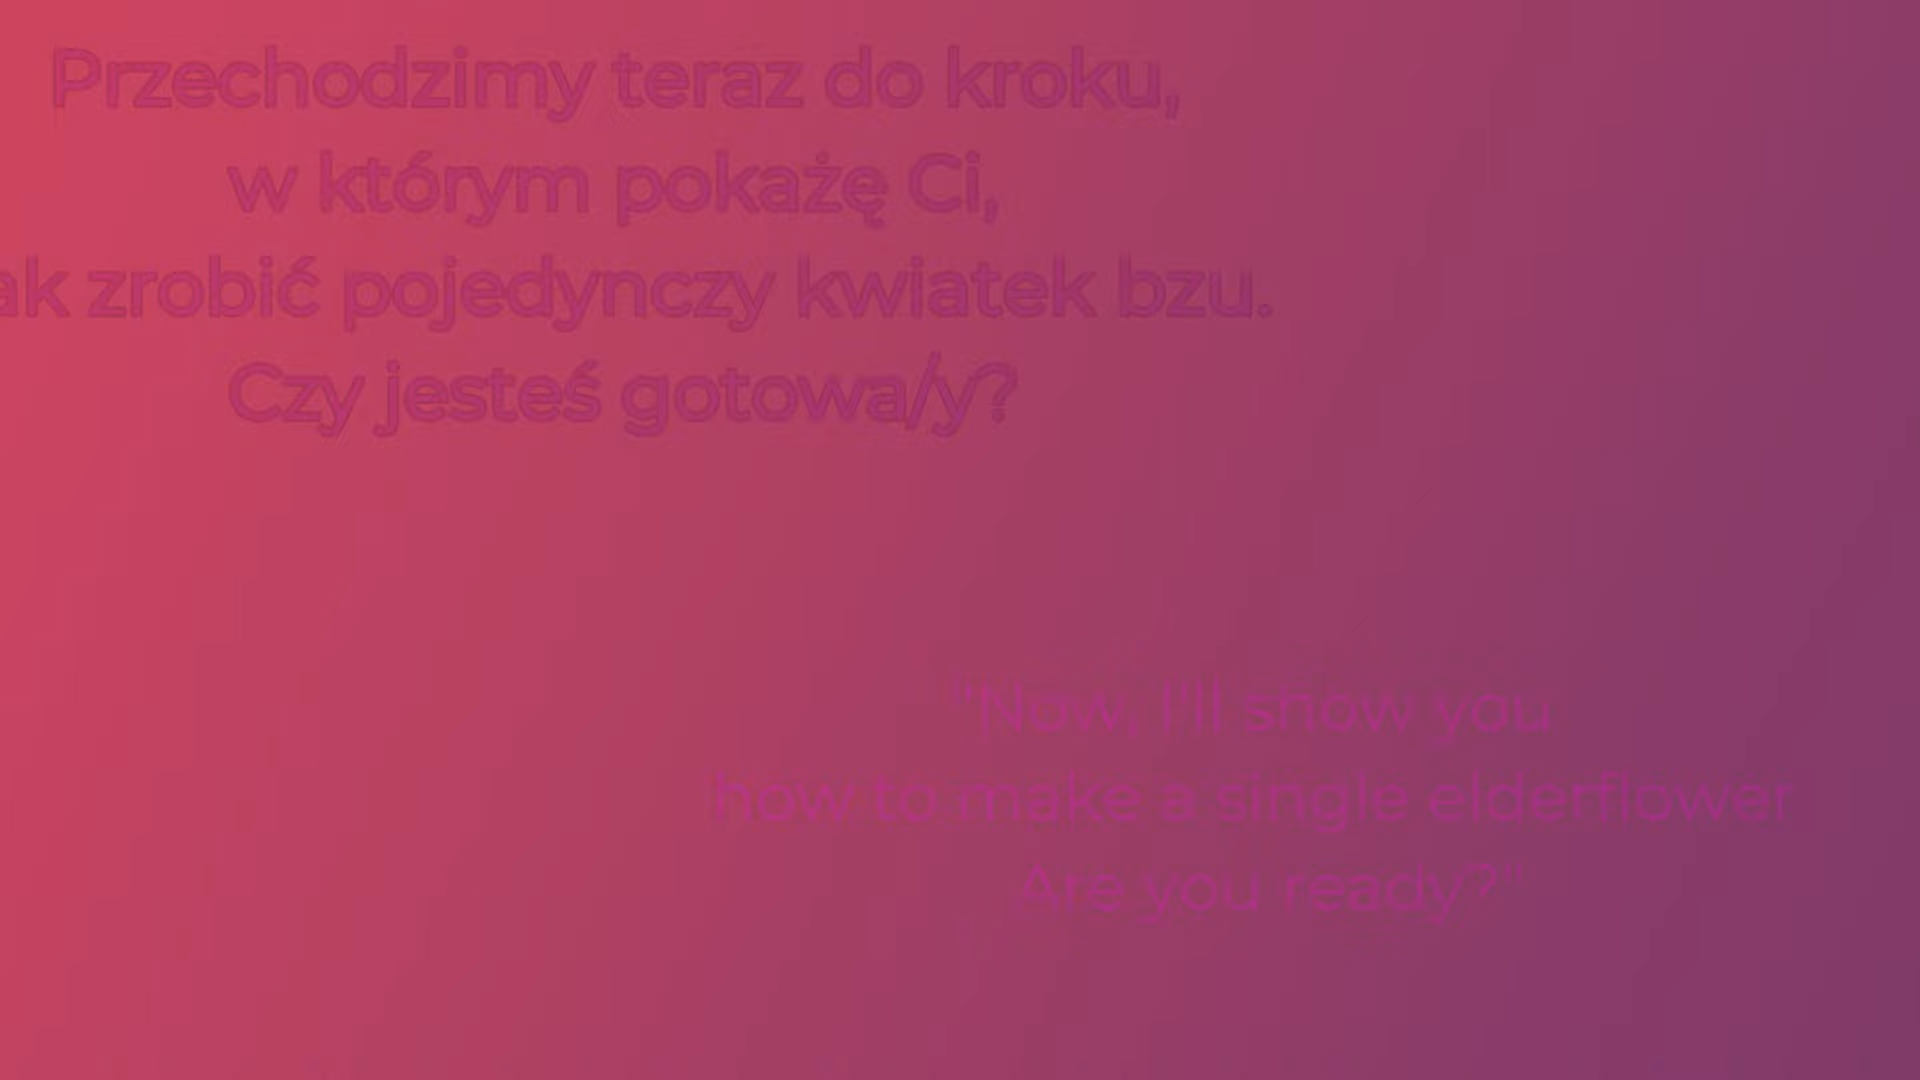 Przechodzimy teraz do kroku,
w którym pokażę Ci,
ak zrobić pojedynczy kwiatek bzu.
Czy jesteś gotowa/y?
"Now, I'll show you
how to make a single elderflower
Are you ready?"